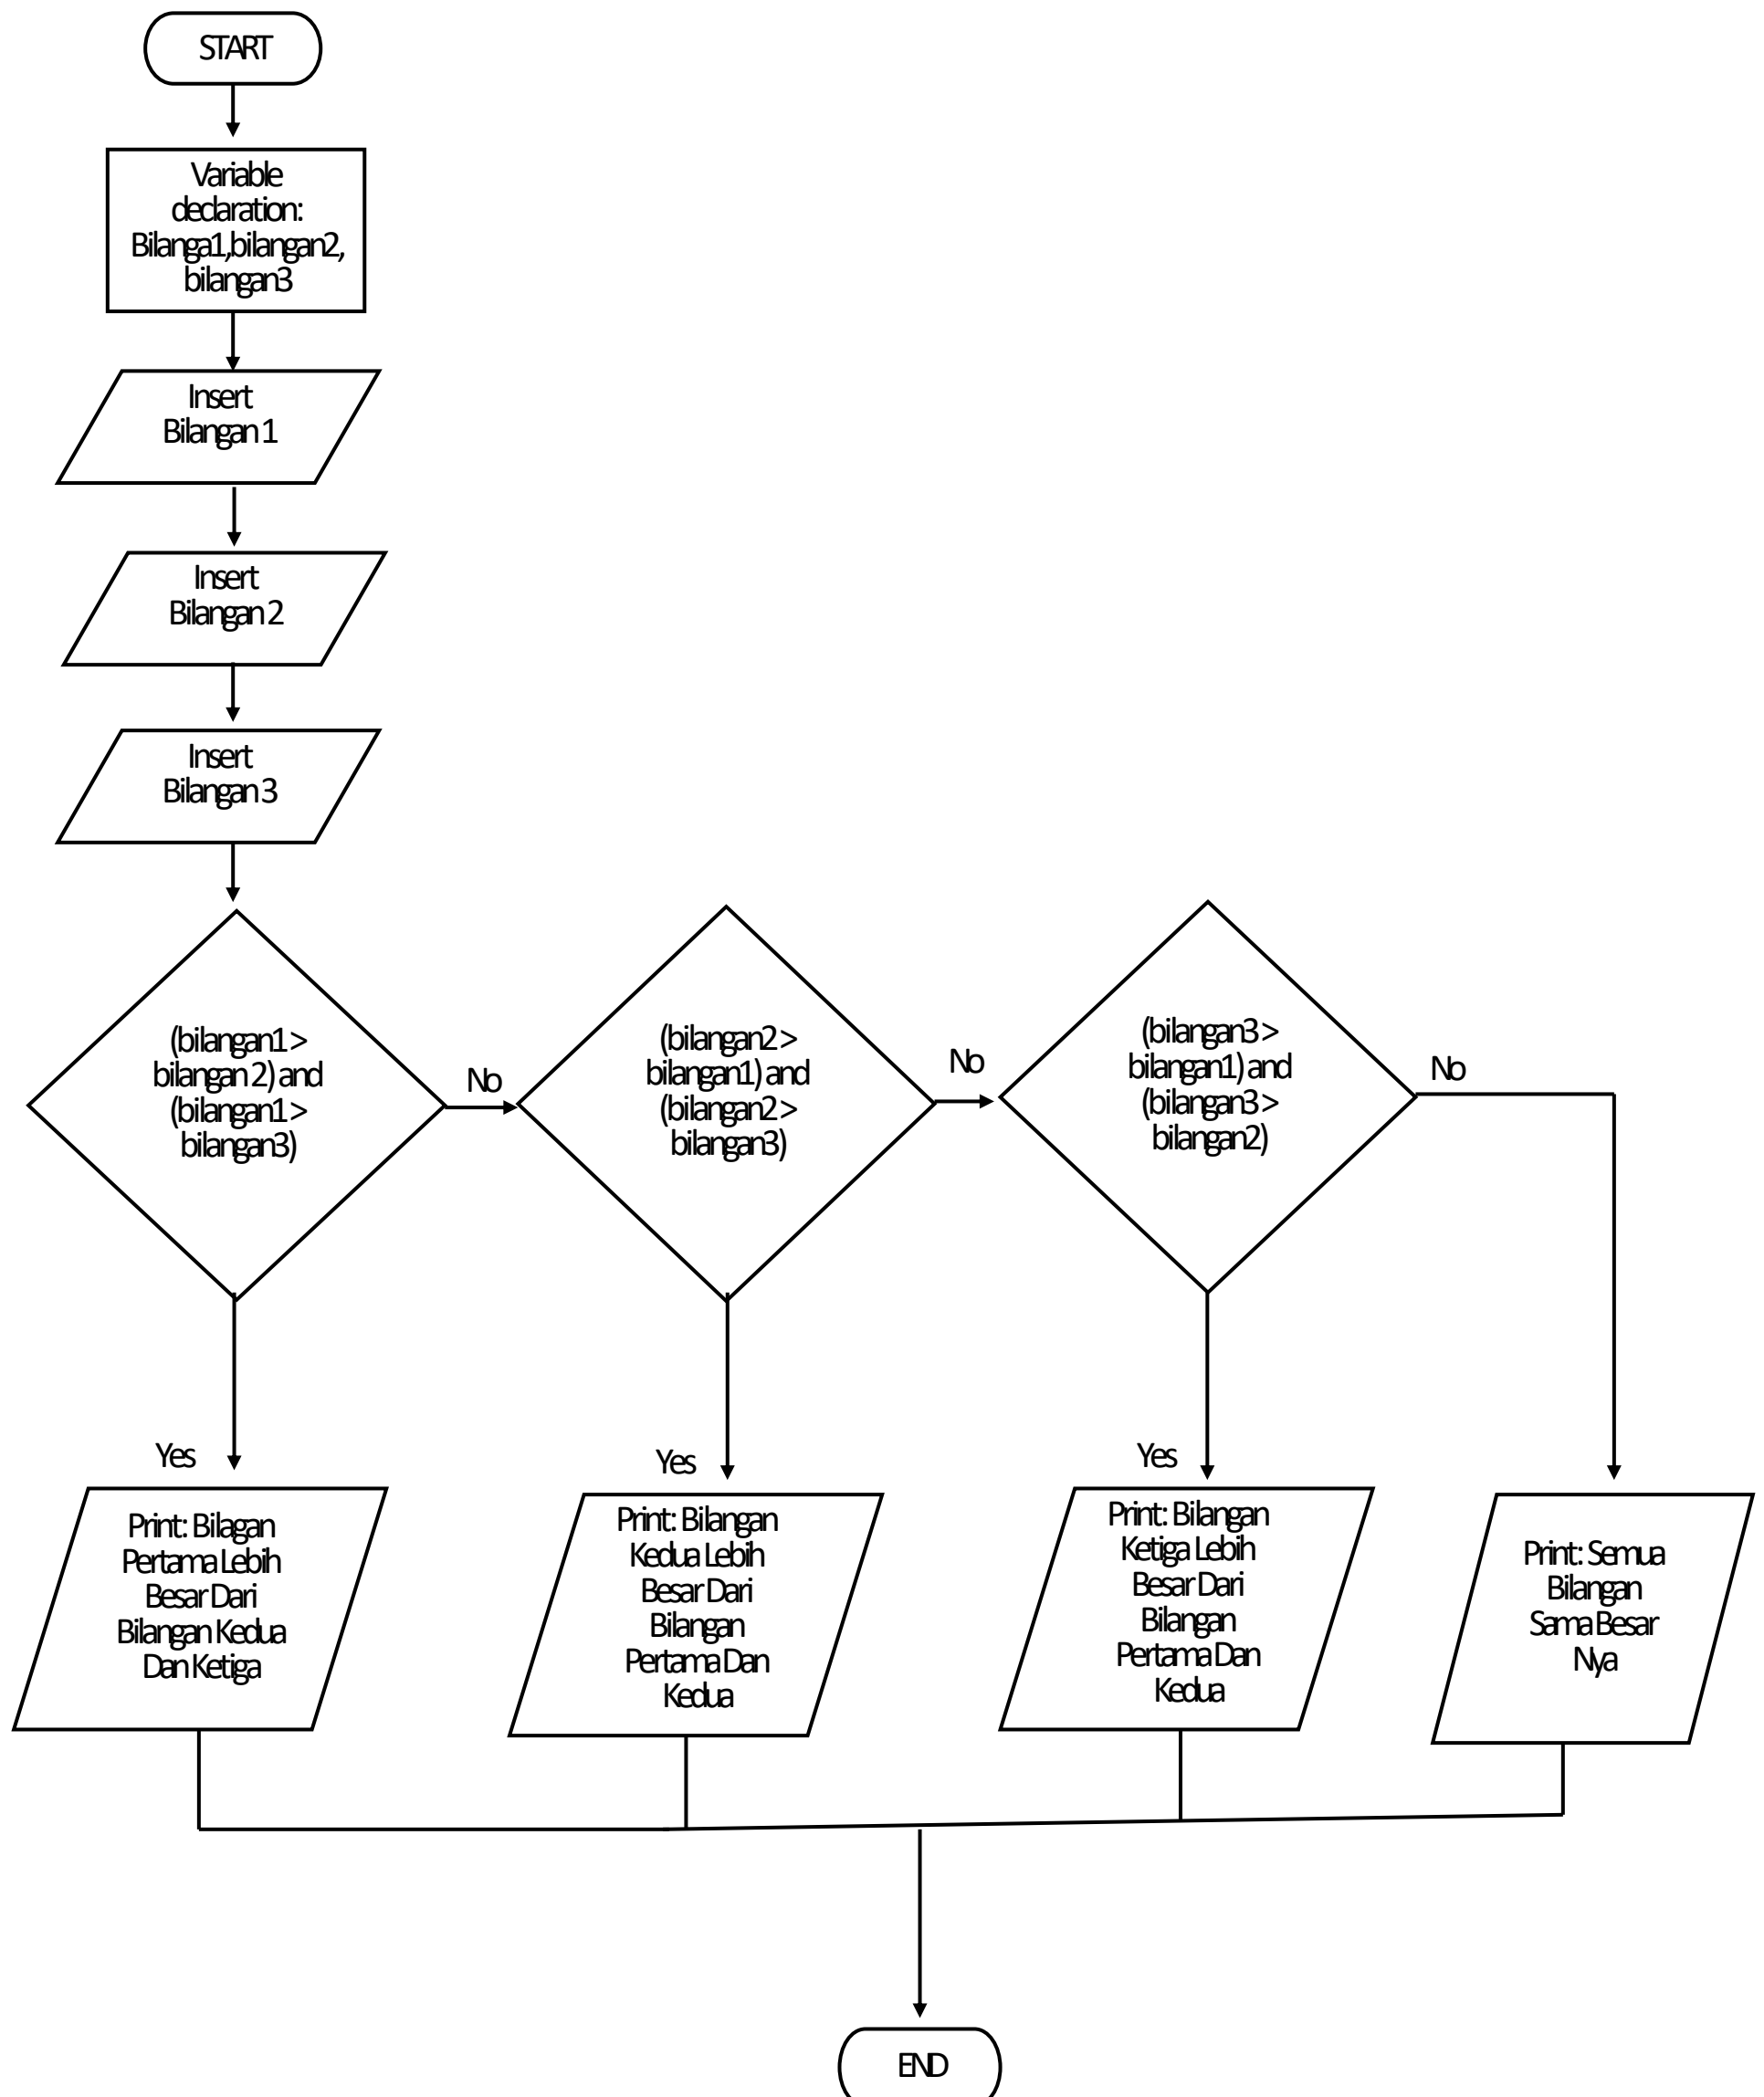 START
Variable
declaration:
Bilanga1,bilangan2,
bilangan3
Insert
Bilangan 1
Insert
Bilangan 2
Insert
Bilangan 3
(bilangan1 >
bilangan 2) and
(bilangan1 >
bilangan3)
No
(bilangan2 >
bilangan1) and
(bilangan2 >
bilangan3)
No
(bilangan3 >
bilangan1) and
(bilangan3 >
bilangan2)
No
Yes
Yes
Yes
Print: Bilagan
Pertama Lebih
Besar Dari
Bilangan Kedua
Dan Ketiga
Print: Bilangan
Kedua Lebih
Besar Dari
Bilangan
Pertama Dan
Kedua
Print: Bilangan
Ketiga Lebih
Besar Dari
Bilangan
Pertama Dan
Kedua
Print: Semua
Bilangan
Sama Besar
Nya
END